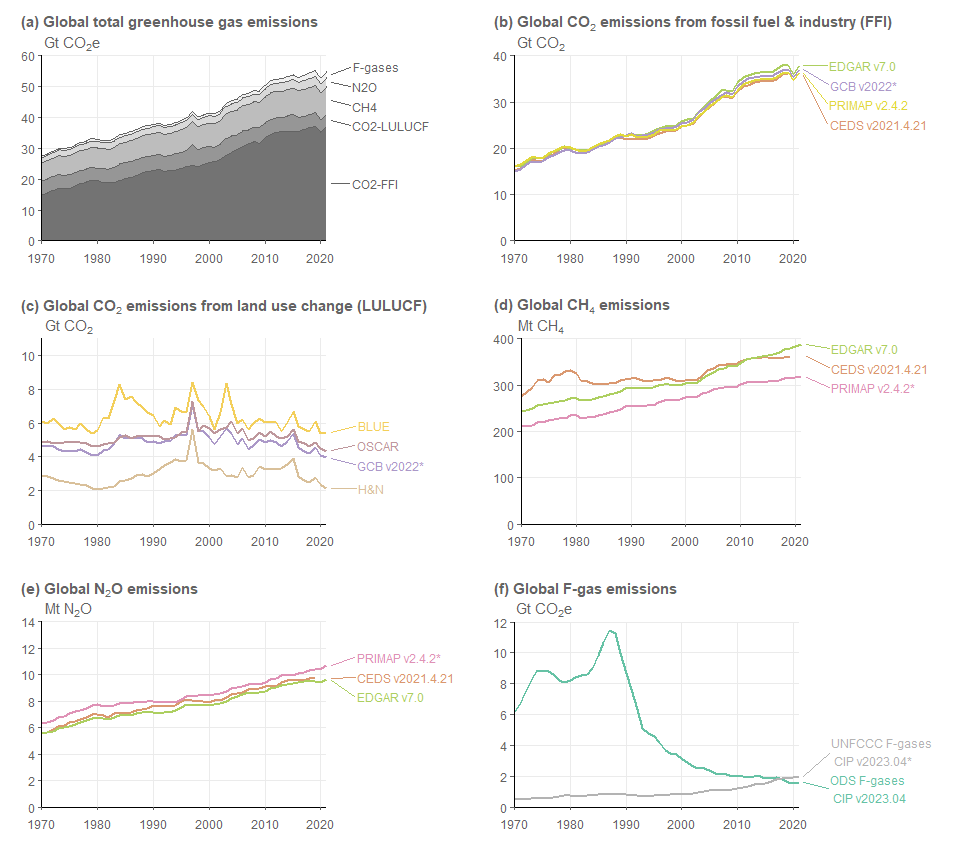 (a) Global total greenhouse gas emissions
Gt CO2e
60
50
40
30
20
10
0
1970
1980
1990
2000
2010
2020
F-gases
N2O
CH4
CO2-LULUCF
CO2-FFI
(b) Global CO2 emissions from fossil fuel & industry (FFI)
Gt CO2
40
30
20
10
0
1970
1980
1990
2000
2010
2020
EDGAR v7.0
GCB v2022*
PRIMAP v2.4.2
CEDS v2021.4.21
(c) Global CO2 emissions from land use change (LULUCF)
Gt CO2
10
8
6
4
2
0
1970
1980
1990
2000
2010
2020
BLUE
OSCAR
GCB v2022*
H&N
(d) Global CH4 emissions
Mt CH4
400
300
200
100
0
1970
1980
1990
2000
2010
2020
EDGAR v7.0
CEDS v2021.4.21
PRIMAP v2.4.2*
(e) Global N2O emissions
Mt N2O
14
12
10
8
6
4
2
0
1970
1980
1990
2000
2010
2020
PRIMAP v2.4.2*
CEDS v2021.4.21
EDGAR v7.0
(f) Global F-gas emissions
Gt CO2e
12
10
8
6
4
2
0
1970
1980
1990
2000
2010
2020
UNFCCC F-gases
CIP v2023.04*
ODS F-gases
CIP v2023.04